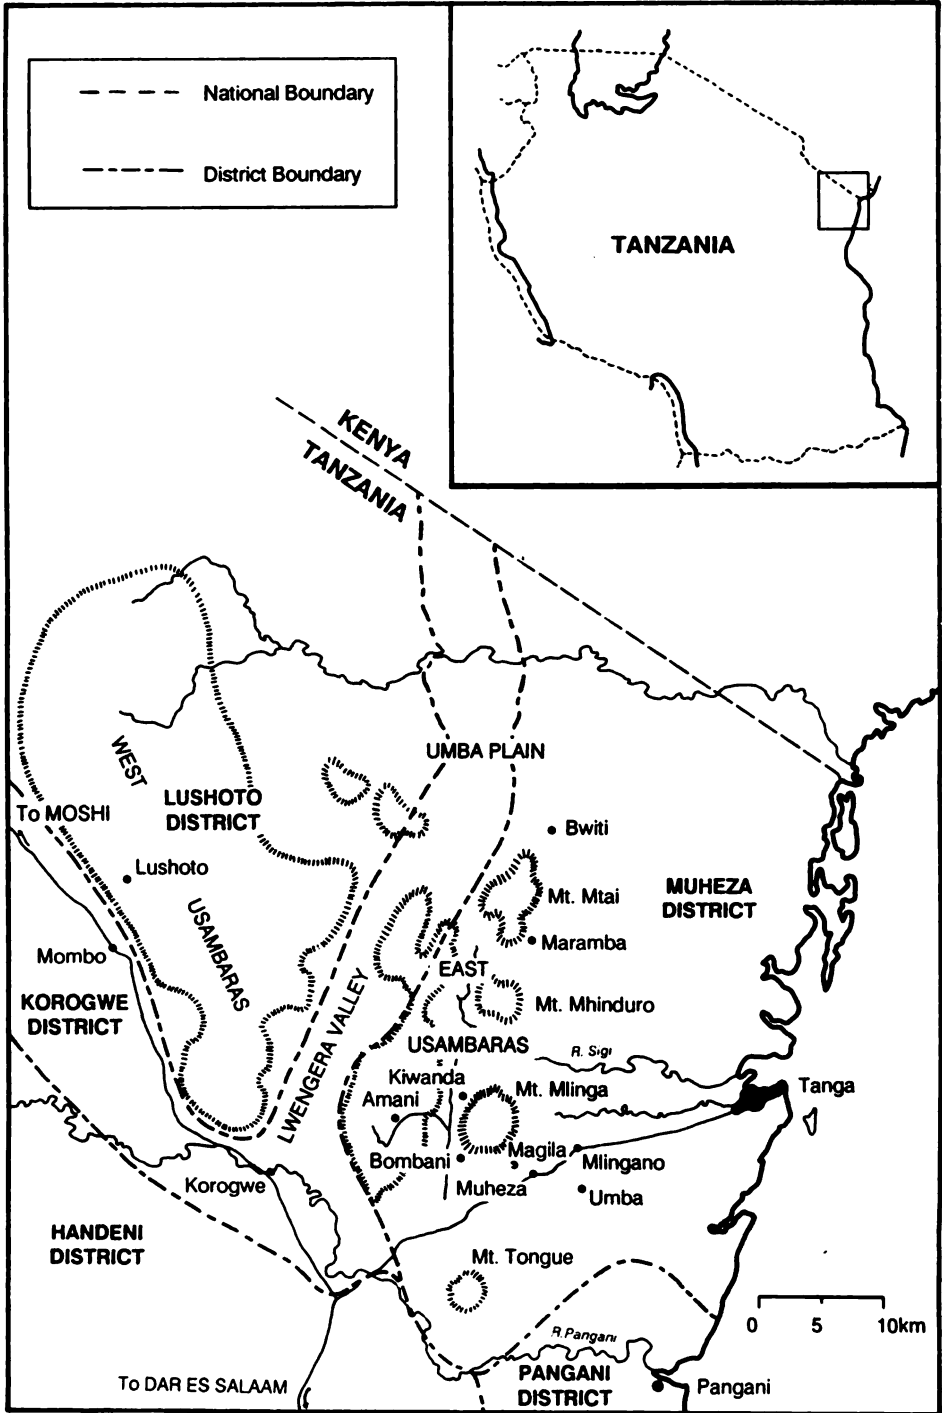 National Boundary
District Boundary
TANZANIA
KENYA
TANZANIA
UMBA PLAIN
WEST
USAMBARAS
LUSHOTO
DISTRICT
To MOSHI
Lushoto
Bwiti
Mt. Mtai
MUHEZA
DISTRICT
Maramba
Mombo
EAST
USAMBARAS
KOROGWE
DISTRICT
LWENGERA VALLEY
Mt. Mhinduro
R. Sigi
Kiwanda
Mt. Mlinga
Tanga
Amani
Bombani
Magila
Mlingano
Korogwe
Muheza
Umba
HANDENI
DISTRICT
Mt. Tongue
0 5 10km
R. Pangani
To DAR ES SALAAM
PANGANI
DISTRICT
Pangani